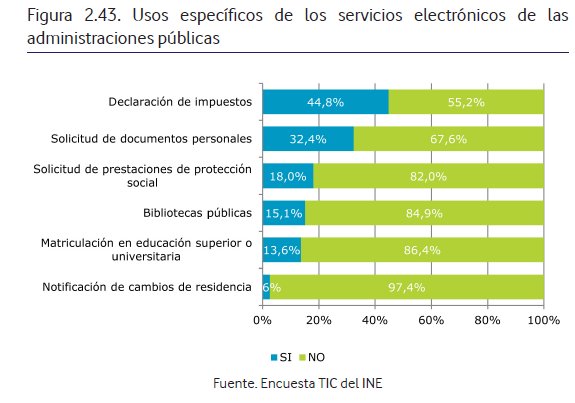 Figura 2.43. Usos específicos de los servicios electrónicos de las
administraciones públicas
Declaración de impuestos
44,8%
55,2%
Solicitud de documentos personales
32,4%
67,6%
Solicitud de prestaciones de protección
social
18,0%
82,0%
Bibliotecas públicas
15,1%
84,9%
Matriculación en educación superior o
universitaria
13,6%
86,4%
Notificación de cambios de residencia
6%
97,4%
0% 20% 40% 60% 80% 100%
SI NO
Fuente. Encuesta TIC del INE